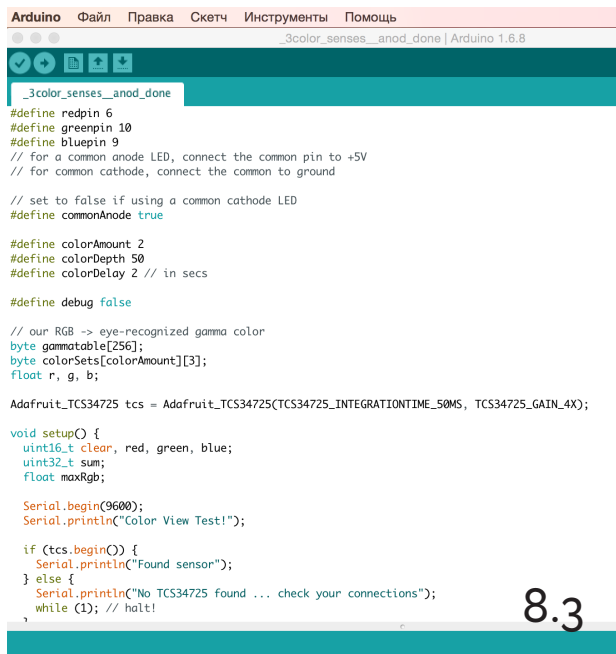 Arduino Файл Правка Скетч Инструменты Помощь
_3color_senses__anod_done | Arduino 1.6.8
_3color_senses__anod_done
#define redpin 6
#define greenpin 10
#define bluepin 9
// for a common anode LED, connect the common pin to +5V
// for common cathode, connect the common to ground
// set to false if using a common cathode LED
#define commonAnode true
#define colorAmount 2
#define colorDepth 50
#define colorDelay 2 // in secs
#define debug false
// our RGB -> eye-recognized gamma color
byte gammatable[256];
byte colorSets[colorAmount][3];
float r, g, b;
Adafruit_TCS34725 tcs = Adafruit_TCS34725(TCS34725_INTEGRATIONTIME_50MS, TCS34725_GAIN_4X);
void setup() {
  uint16_t clear, red, green, blue;
  uint32_t sum;
  float maxRgb;
  Serial.begin(9600);
  Serial.println("Color View Test!");
  if (tcs.begin()) {
    Serial.println("Found sensor");
  } else {
    Serial.println("No TCS34725 found ... check your connections");
    while (1); // halt!
  }
8.3